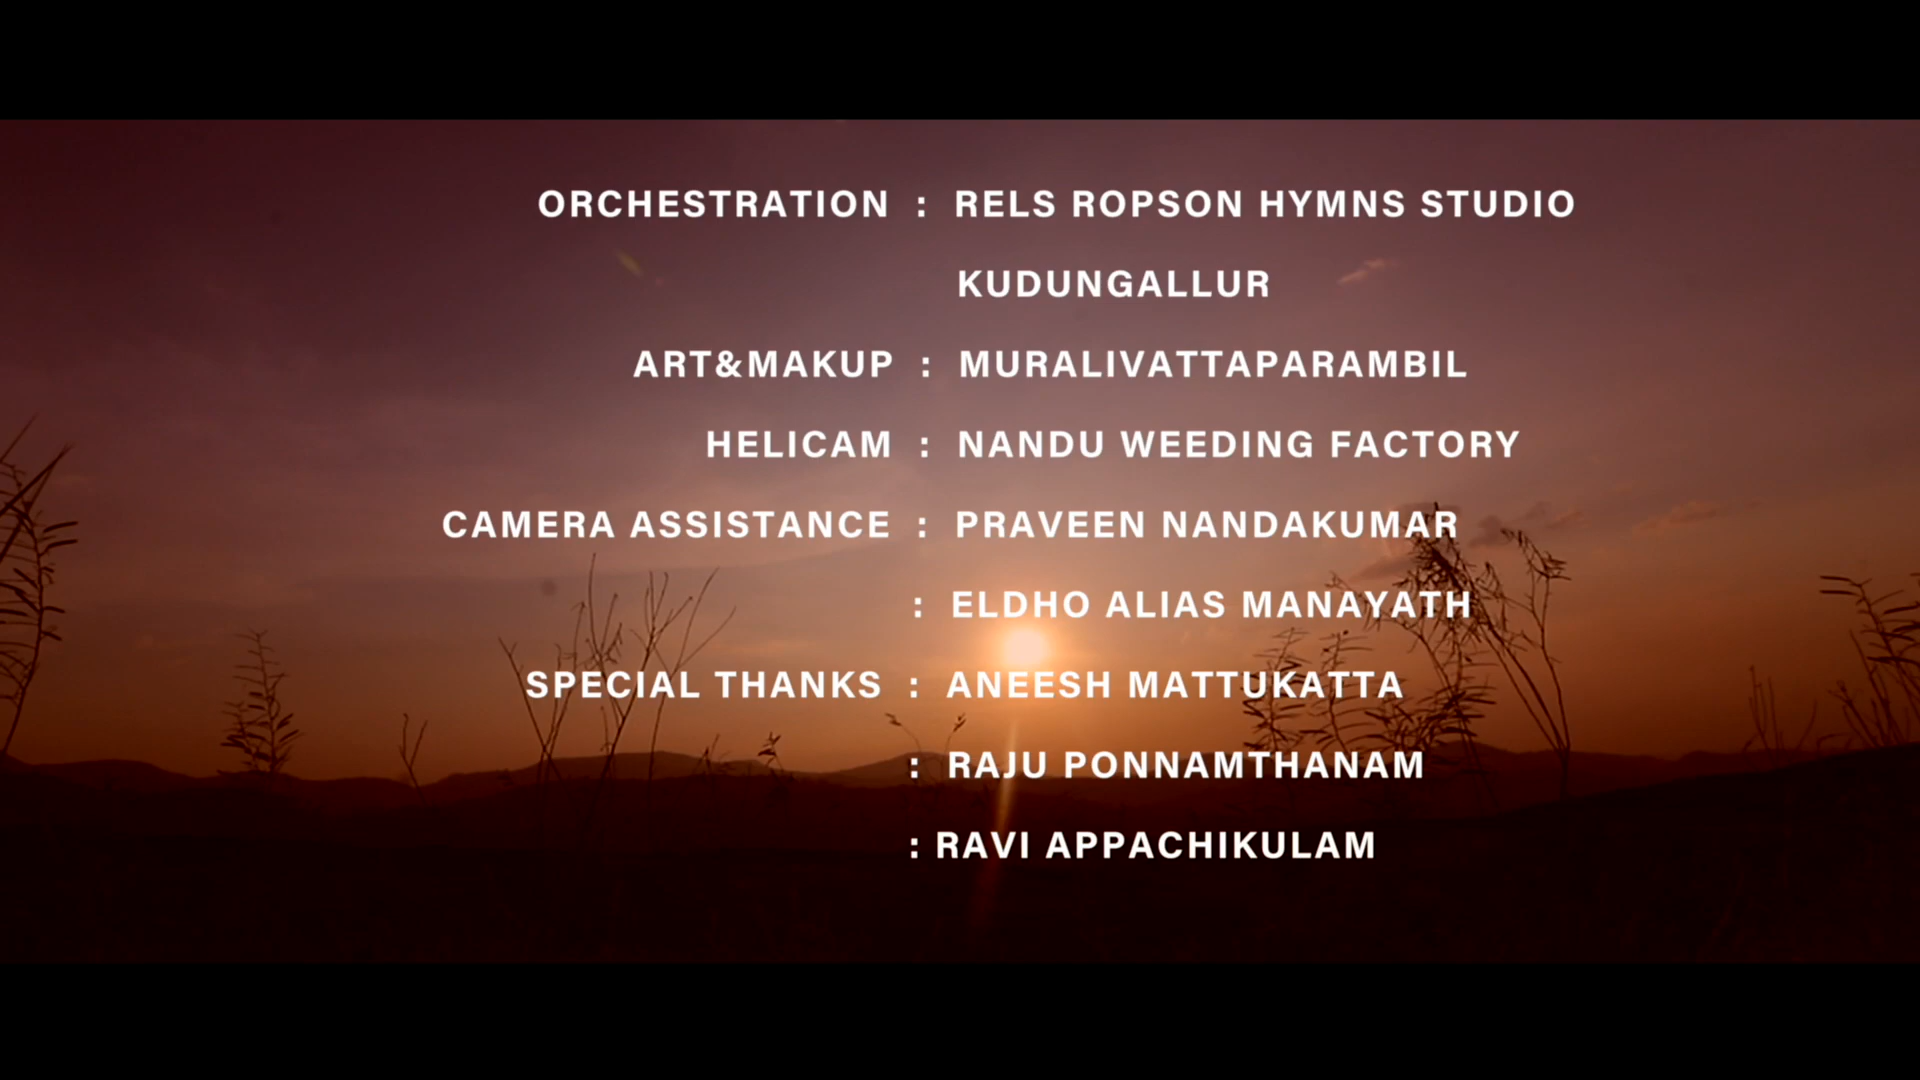 ORCHESTRATION : RELS ROPSON HYMNS STUDIO
KUDUNGALLUR
ART&MAKUP : MURALIVATTAPARAMBIL
HELICAM : NANDU WEEDING FACTORY
CAMERA ASSISTANCE : PRAVEEN NANDAKUMAR
: ELDHO ALIAS MANAYATH
SPECIAL THANKS : ANEESH MATTUKATTA
: RAJU PONNAMTHANAM
: RAVI APPACHIKULAM